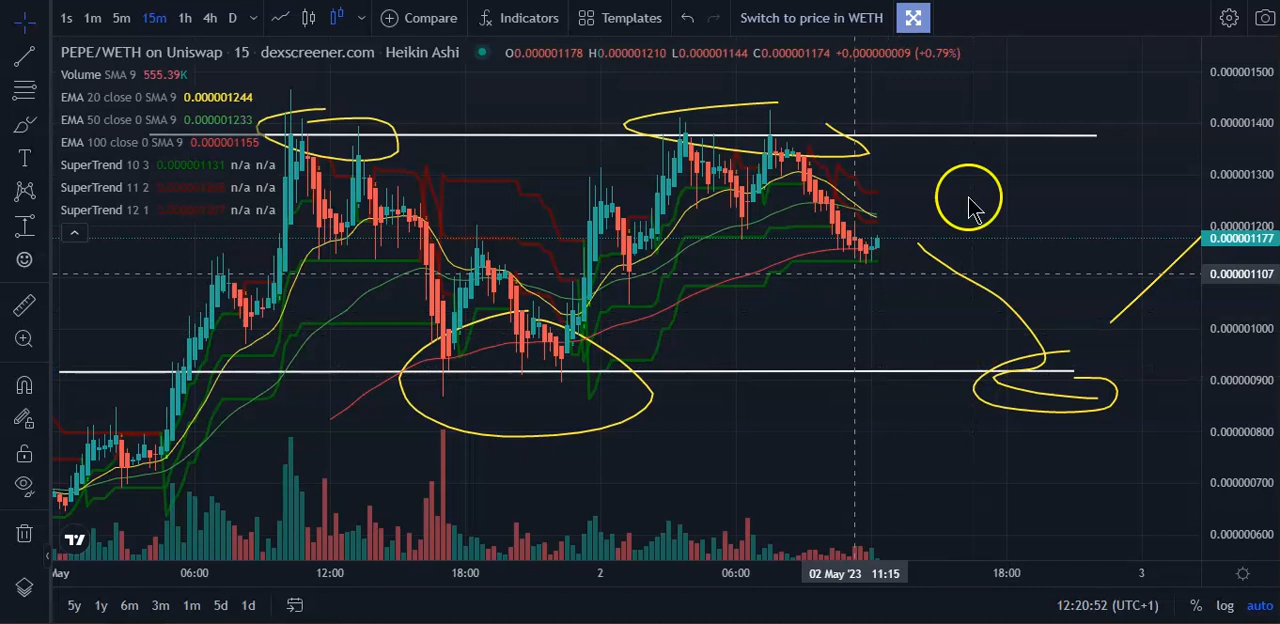 1s 1m 5m 15m 1h 4h D Compare Indicators Templates Switch to price in WETH
PEPE/WETH on Uniswap · 15 · dexscreener.com · Heikin Ashi O0.000001178 H0.000001210 L0.000001144 C0.000001174 +0.000000009 (+0.79%)
Volume SMA 9 555.39K
EMA 20 close 0 SMA 9 0.000001244
EMA 50 close 0 SMA 9 0.000001233
EMA 100 close 0 SMA 9 0.000001155
SuperTrend 10 3 0.000001131 n/a n/a
SuperTrend 11 2 n/a n/a
SuperTrend 12 1 n/a n/a
0.000001500
0.000001400
0.000001300
0.000001200
0.000001177
0.000001107
0.000001000
0.000000900
0.000000800
0.000000700
0.000000600
May 06:00 12:00 18:00 2 06:00 02 May '23 11:15 18:00 3
5y 1y 6m 3m 1m 5d 1d 12:20:52 (UTC+1) % log auto